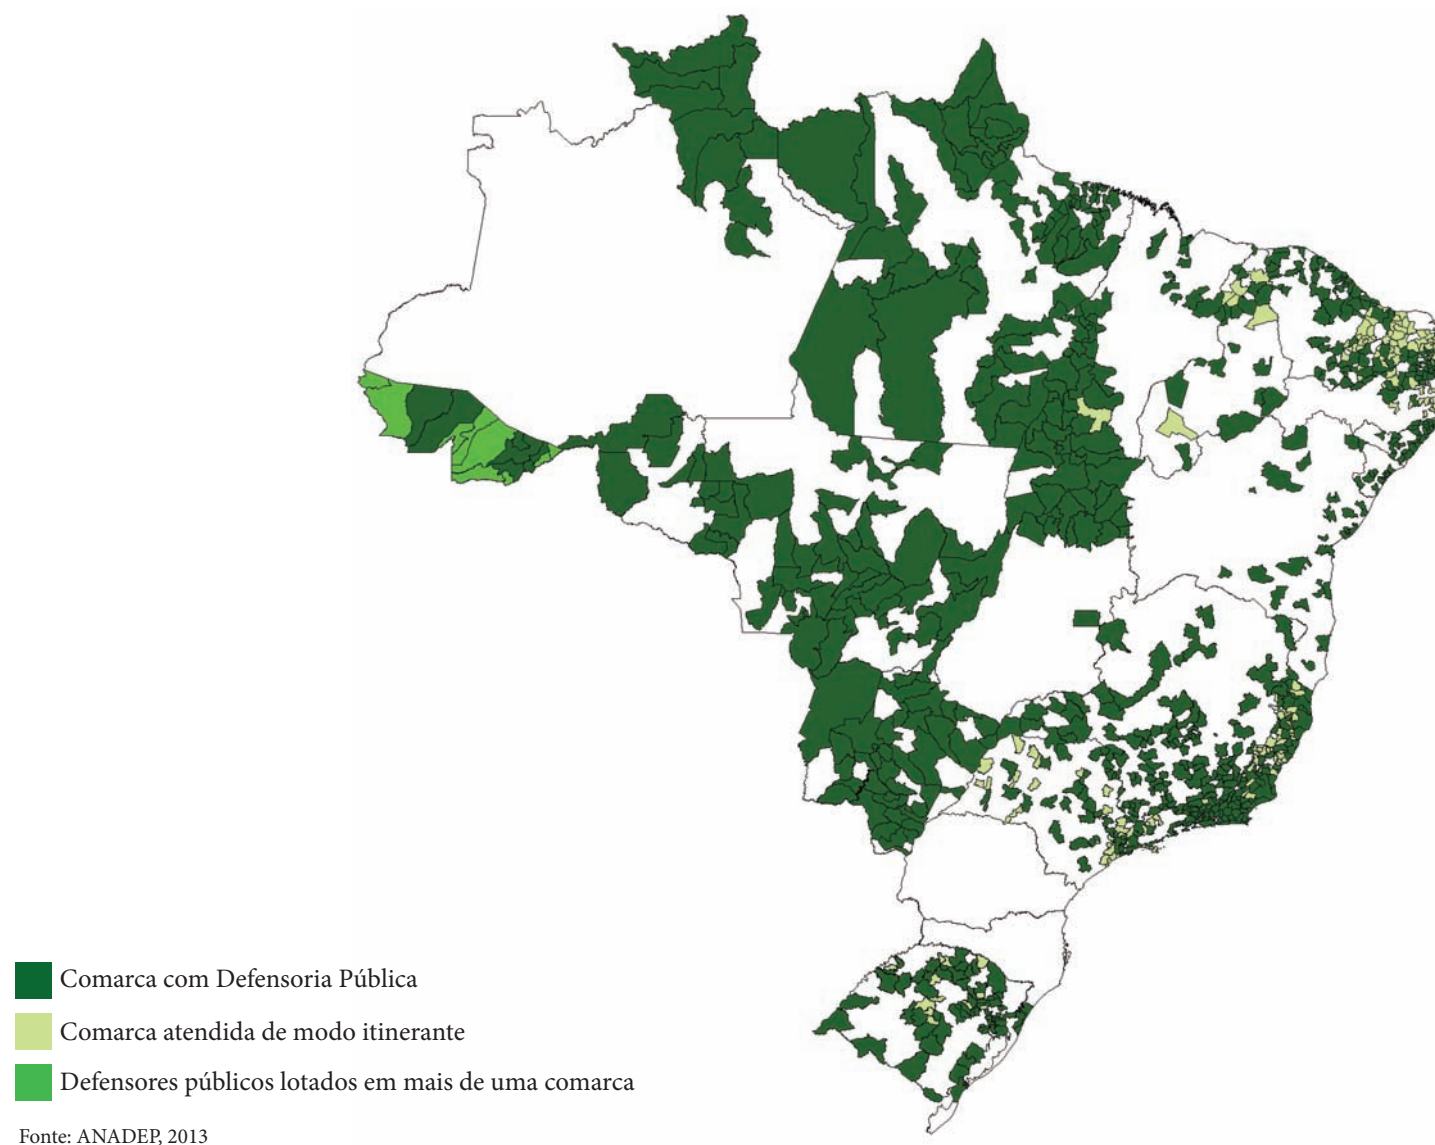 Comarca com Defensoria Pública
Comarca atendida de modo itinerante
Defensores públicos lotados em mais de uma comarca
Fonte: ANADEP, 2013